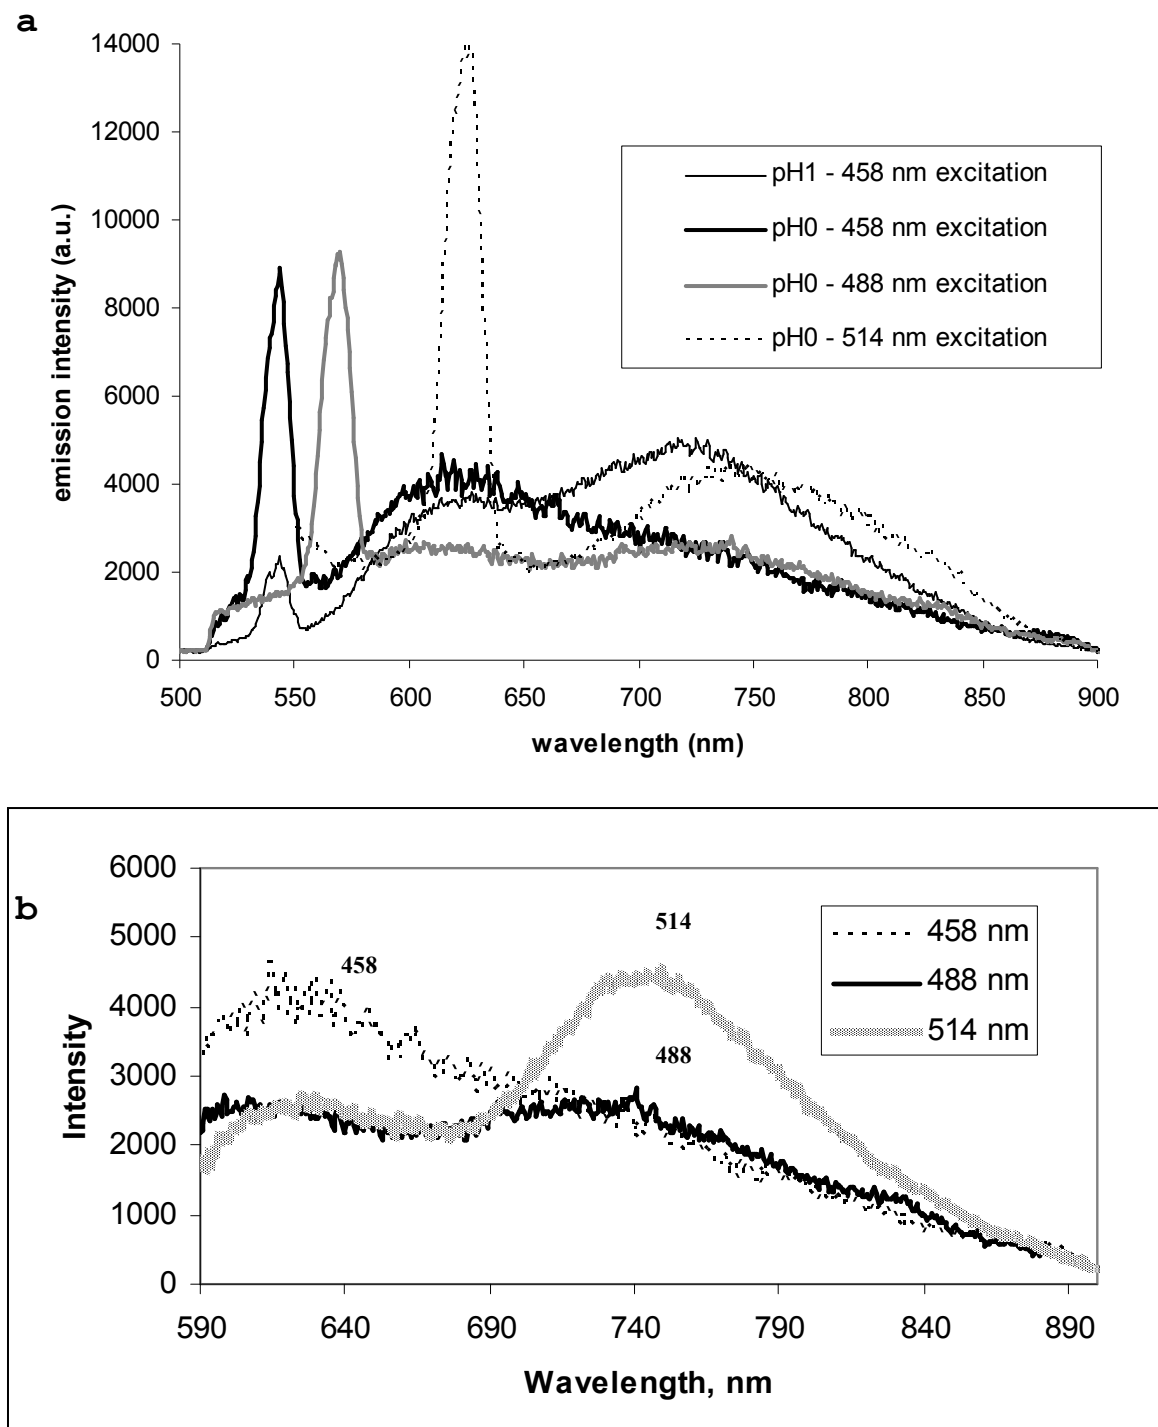 a
14000
12000
10000
8000
6000
4000
2000
0
emission intensity (a.u.)
pH1 - 458 nm excitation
pH0 - 458 nm excitation
pH0 - 488 nm excitation
pH0 - 514 nm excitation
500 550 600 650 700 750 800 850 900
wavelength (nm)
b
6000
5000
4000
3000
2000
1000
0
Intensity
458
514
488
458 nm
488 nm
514 nm
590 640 690 740 790 840 890
Wavelength, nm